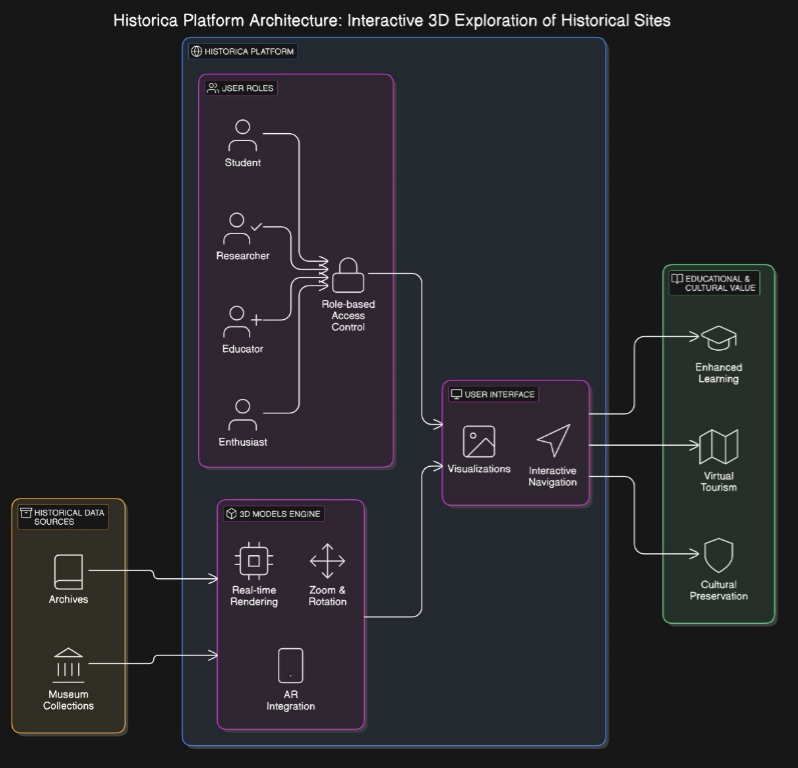 Historica Platform Architecture: Interactive 3D Exploration of Historical Sites
HISTORICA PLATFORM
USER ROLES
Student
Researcher
Educator
Enthusiast
Role-based
Access
Control
USER INTERFACE
Visualizations
Interactive
Navigation
HISTORICAL DATA
SOURCES
Archives
Museum
Collections
3D MODELS ENGINE
Real-time
Rendering
Zoom &
Rotation
AR
Integration
EDUCATIONAL &
CULTURAL VALUE
Enhanced
Learning
Virtual
Tourism
Cultural
Preservation